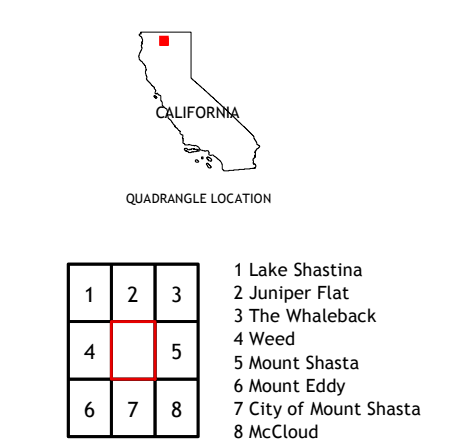 CALIFORNIA
QUADRANGLE LOCATION
1 2 3
4 5
6 7 8
1 Lake Shastina
2 Juniper Flat
3 The Whaleback
4 Weed
5 Mount Shasta
6 Mount Eddy
7 City of Mount Shasta
8 McCloud